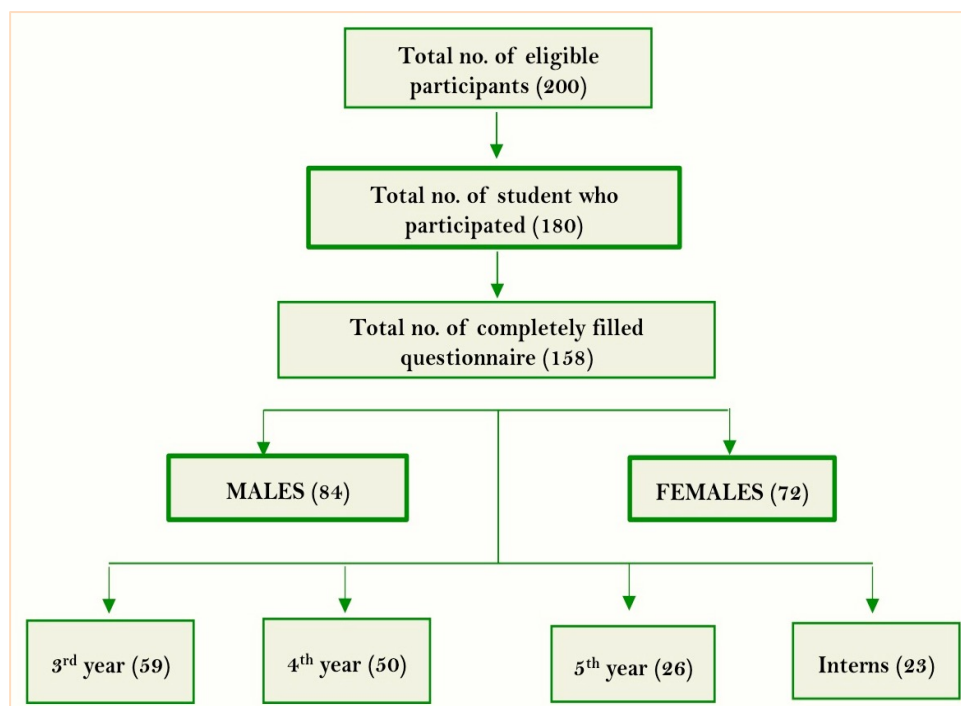 Total no. of eligible
participants (200)
Total no. of student who
participated (180)
Total no. of completely filled
questionnaire (158)
MALES (84)
FEMALES (72)
3rd year (59)
4th year (50)
5th year (26)
Interns (23)